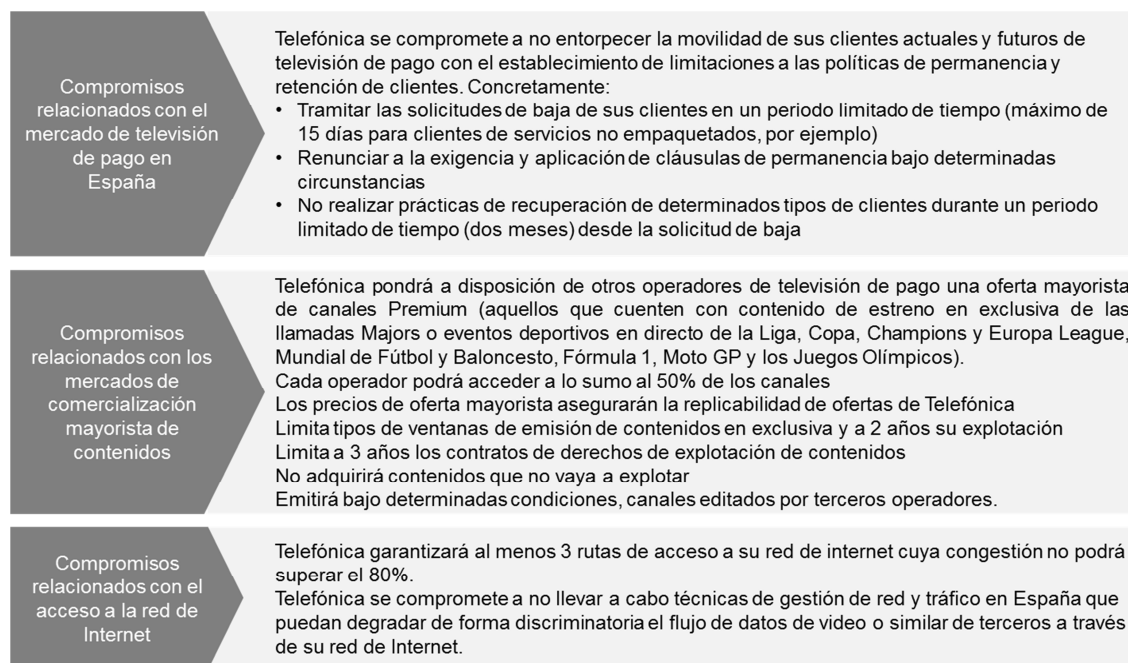 Compromisos
relacionados con el
mercado de televisión
de pago en
España
Telefónica se compromete a no entorpecer la movilidad de sus clientes actuales y futuros de
televisión de pago con el establecimiento de limitaciones a las políticas de permanencia y
retención de clientes. Concretamente:
• Tramitar las solicitudes de baja de sus clientes en un periodo limitado de tiempo (máximo de
15 días para clientes de servicios no empaquetados, por ejemplo)
• Renunciar a la exigencia y aplicación de cláusulas de permanencia bajo determinadas
circunstancias
• No realizar prácticas de recuperación de determinados tipos de clientes durante un periodo
limitado de tiempo (dos meses) desde la solicitud de baja
Compromisos
relacionados con los
mercados de
comercialización
mayorista de
contenidos
Telefónica pondrá a disposición de otros operadores de televisión de pago una oferta mayorista
de canales Premium (aquellos que cuenten con contenido de estreno en exclusiva de las
llamadas Majors o eventos deportivos en directo de la Liga, Copa, Champions y Europa League,
Mundial de Fútbol y Baloncesto, Fórmula 1, Moto GP y los Juegos Olímpicos).
Cada operador podrá acceder a lo sumo al 50% de los canales
Los precios de oferta mayorista asegurarán la replicabilidad de ofertas de Telefónica
Limita tipos de ventanas de emisión de contenidos en exclusiva y a 2 años su explotación
Limita a 3 años los contratos de derechos de explotación de contenidos
No adquirirá contenidos que no vaya a explotar
Emitirá bajo determinadas condiciones, canales editados por terceros operadores.
Compromisos
relacionados con el
acceso a la red de
Internet
Telefónica garantizará al menos 3 rutas de acceso a su red de internet cuya congestión no podrá
superar el 80%.
Telefónica se compromete a no llevar a cabo técnicas de gestión de red y tráfico en España que
puedan degradar de forma discriminatoria el flujo de datos de video o similar de terceros a través
de su red de Internet.